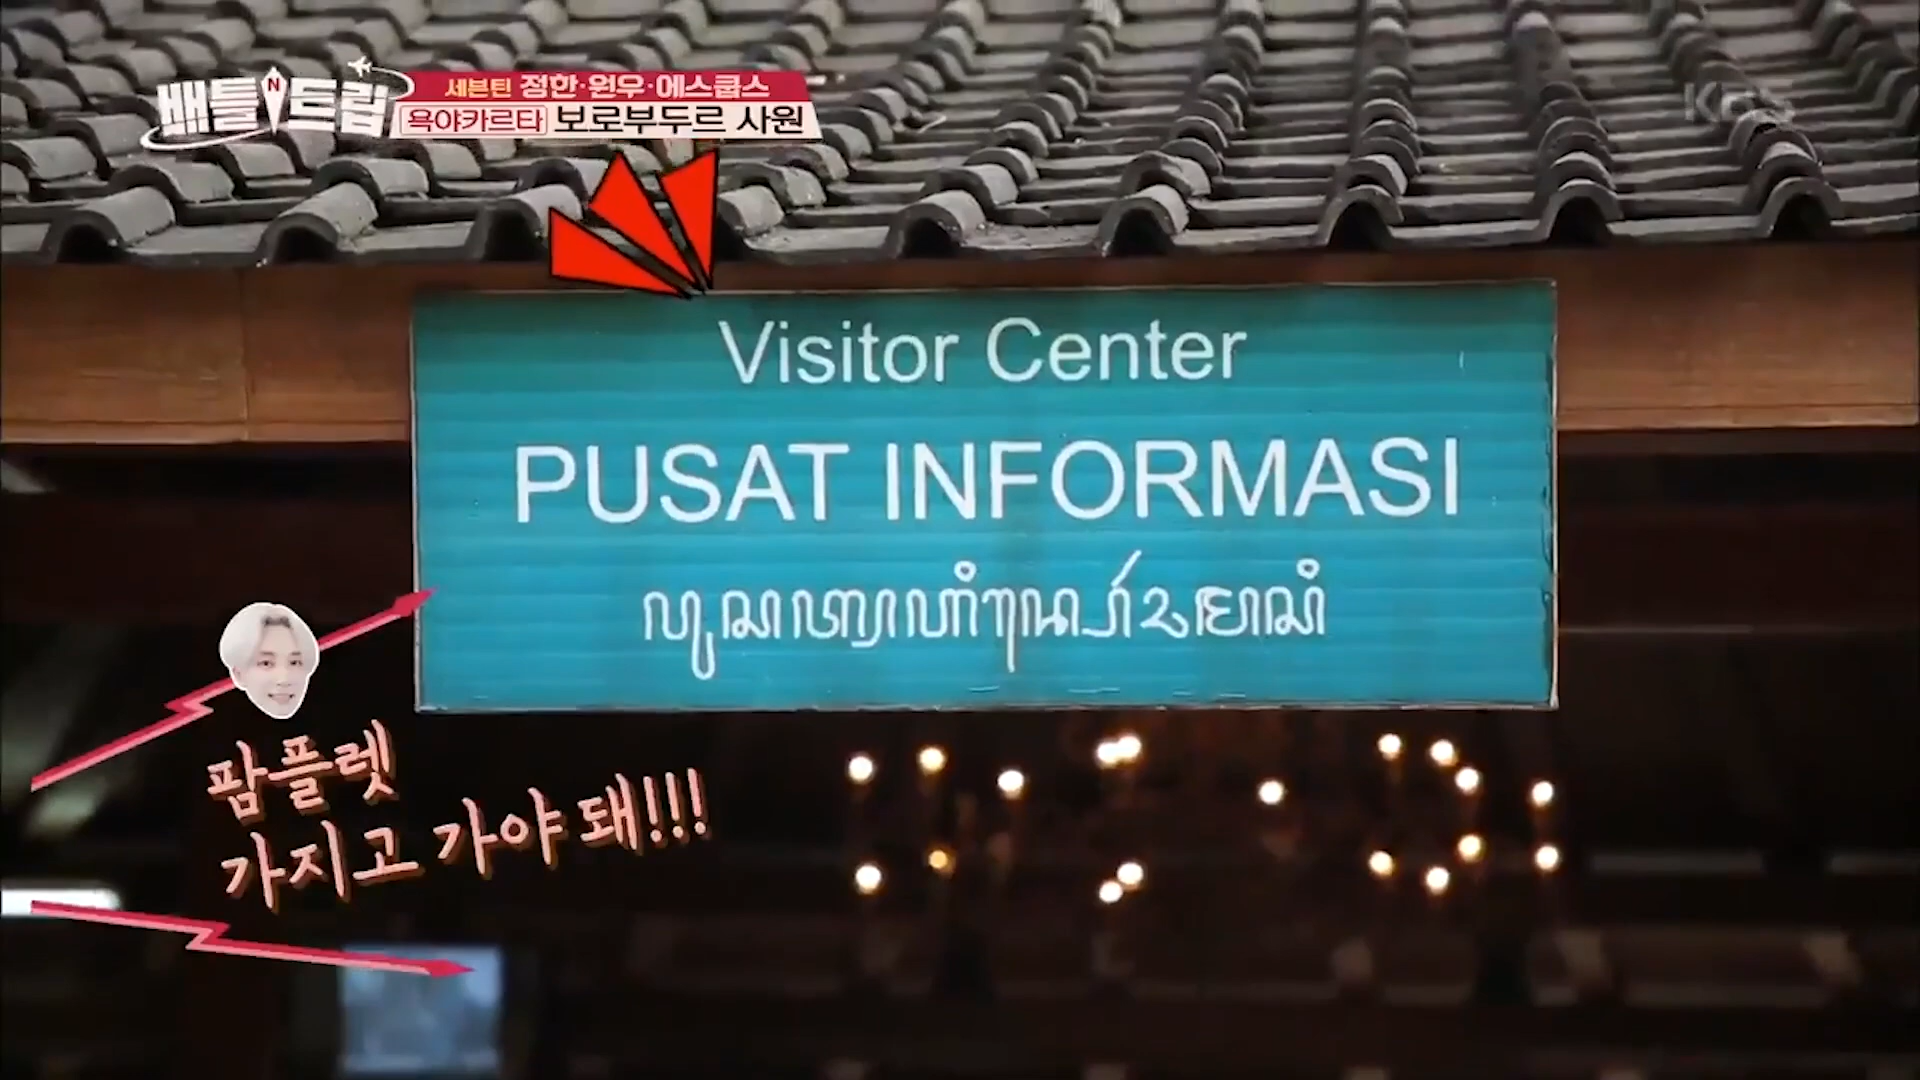 배틀트립
세븐틴 정한·원우·에스쿱스
욕야카르타 보로부두르 사원
KBS
Visitor Center
PUSAT INFORMASI
팜플렛
가지고 가야 돼!!!